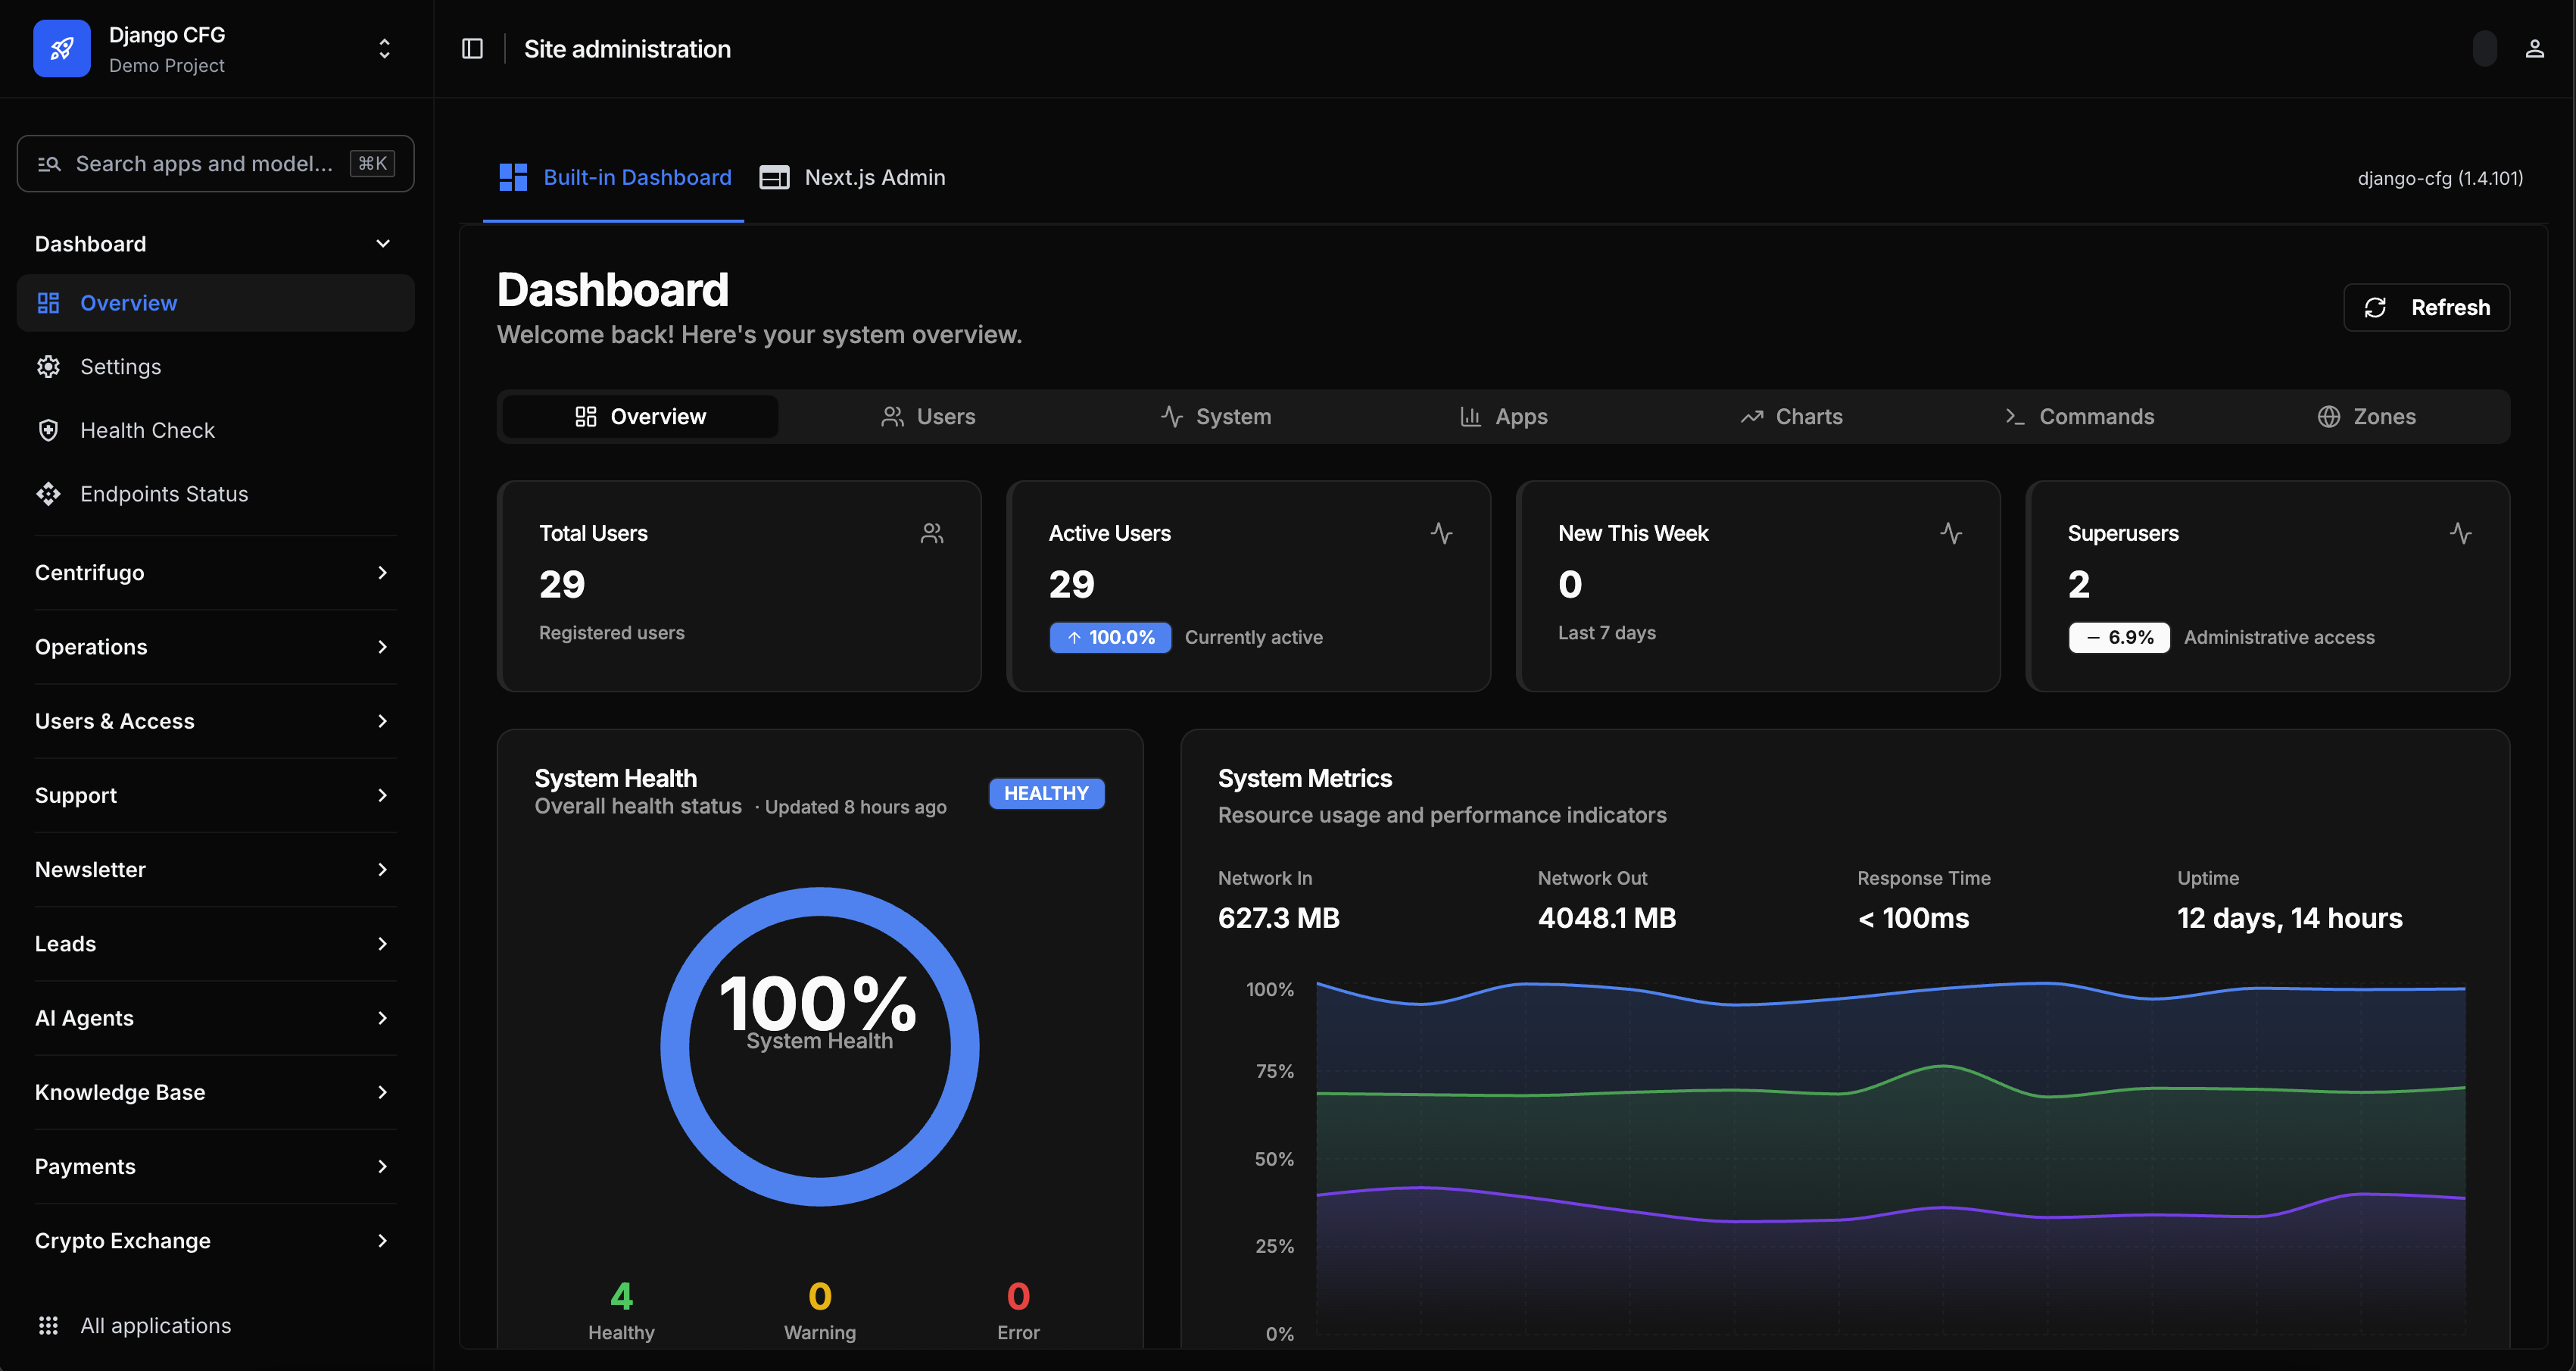 Django CFG
Demo Project
Search apps and model...
⌘K
Dashboard
Overview
Settings
Health Check
Endpoints Status
Centrifugo
Operations
Users & Access
Support
Newsletter
Leads
AI Agents
Knowledge Base
Payments
Crypto Exchange
All applications
Site administration
Built-in Dashboard
Next.js Admin
django-cfg (1.4.101)
Dashboard
Welcome back! Here's your system overview.
Refresh
Overview
Users
System
Apps
Charts
Commands
Zones
Total Users
29
Registered users
Active Users
29
↑ 100.0%
Currently active
New This Week
0
Last 7 days
Superusers
2
– 6.9%
Administrative access
System Health
Overall health status · Updated 8 hours ago
HEALTHY
100%
System Health
4
Healthy
0
Warning
0
Error
System Metrics
Resource usage and performance indicators
Network In
627.3 MB
Network Out
4048.1 MB
Response Time
< 100ms
Uptime
12 days, 14 hours
100%
75%
50%
25%
0%